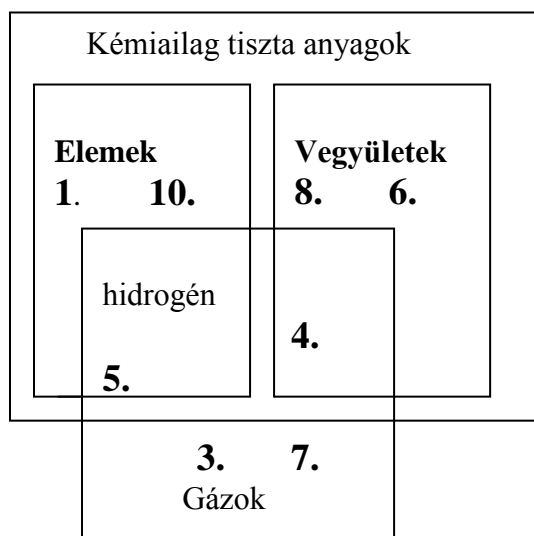 Kémiailag tiszta anyagok
Elemek Vegyületek
1. 10. 8. 6.
hidrogén
4.
5.
3. 7.
Gázok